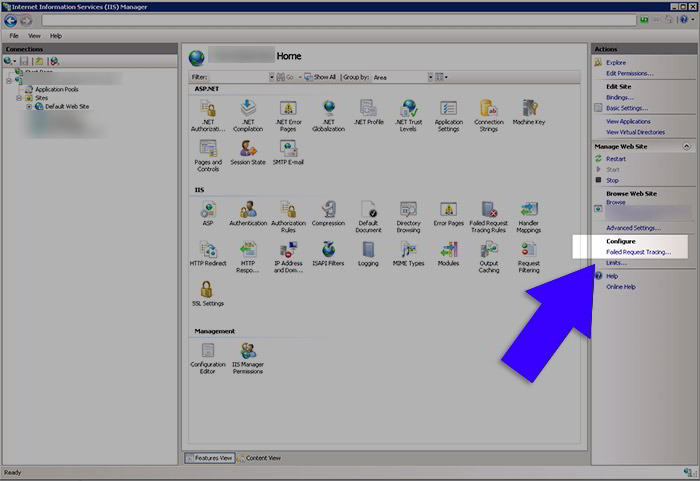 Internet Information Services (IIS) Manager
File View Help
Connections
Start Page
Application Pools
Sites
Default Web Site
Home
Filter: Go Show All Group by: Area
ASP.NET
.NET Authorizati... .NET Compilation .NET Error Pages .NET Globalization .NET Profile .NET Trust Levels Application Settings Connection Strings Machine Key
Pages and Controls Session State SMTP E-mail
IIS
ASP Authentication Authorization Rules Compression Default Document Directory Browsing Error Pages Failed Request Tracing Rules Handler Mappings
HTTP Redirect HTTP Respo... IP Address and Dom... ISAPI Filters Logging MIME Types Modules Output Caching Request Filtering
SSL Settings
Management
Configuration Editor IIS Manager Permissions
Features View Content View
Ready
Actions
Explore
Edit Permissions...
Edit Site
Bindings...
Basic Settings...
View Applications
View Virtual Directories
Manage Web Site
Restart
Start
Stop
Browse Web Site
Browse
Advanced Settings...
Configure
Failed Request Tracing...
Limits...
Help
Online Help